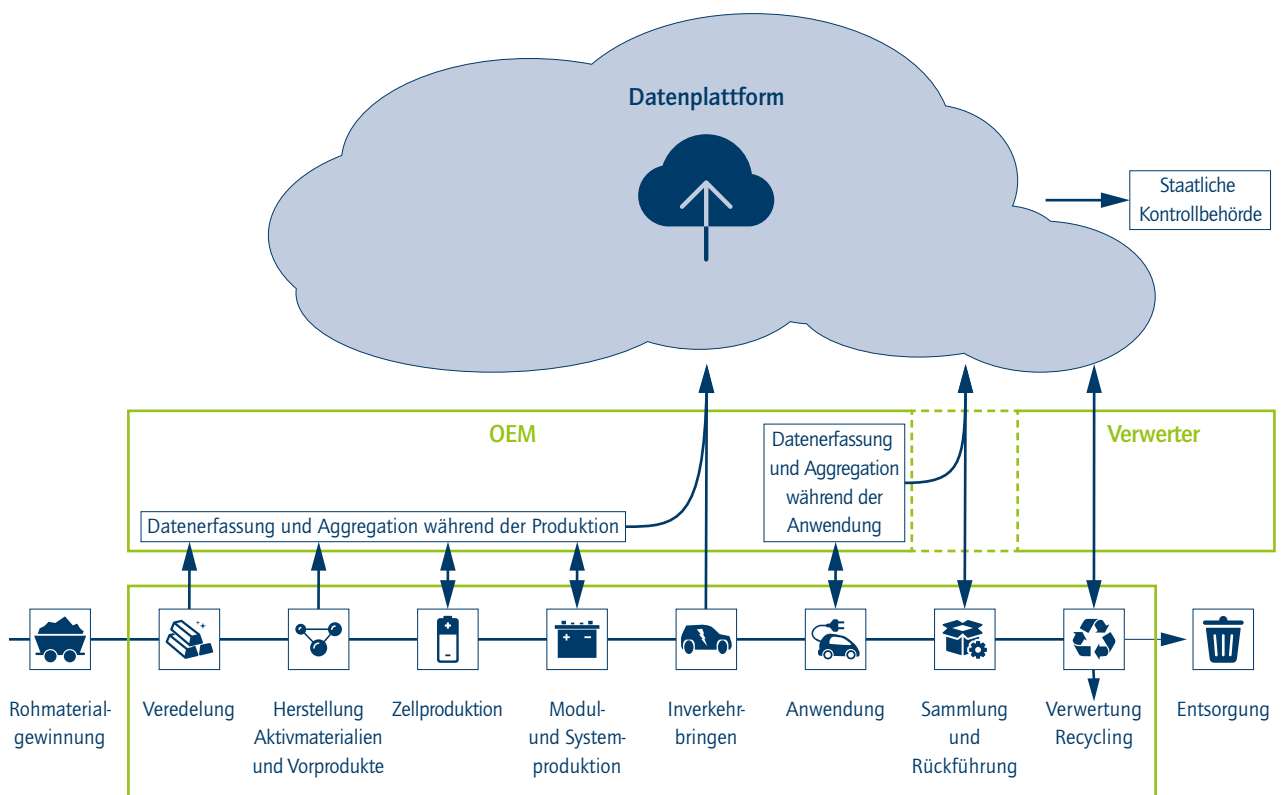 Datenplattform
Staatliche
Kontrollbehörde
OEM
Verwerter
Datenerfassung
und Aggregation
während der
Anwendung
Datenerfassung und Aggregation während der Produktion
Rohmaterial-
gewinnung
Veredelung
Herstellung
Aktivmaterialien
und Vorprodukte
Zellproduktion
Modul-
und System-
produktion
Inverkehr-
bringen
Anwendung
Sammlung
und
Rückführung
Verwertung
Recycling
Entsorgung